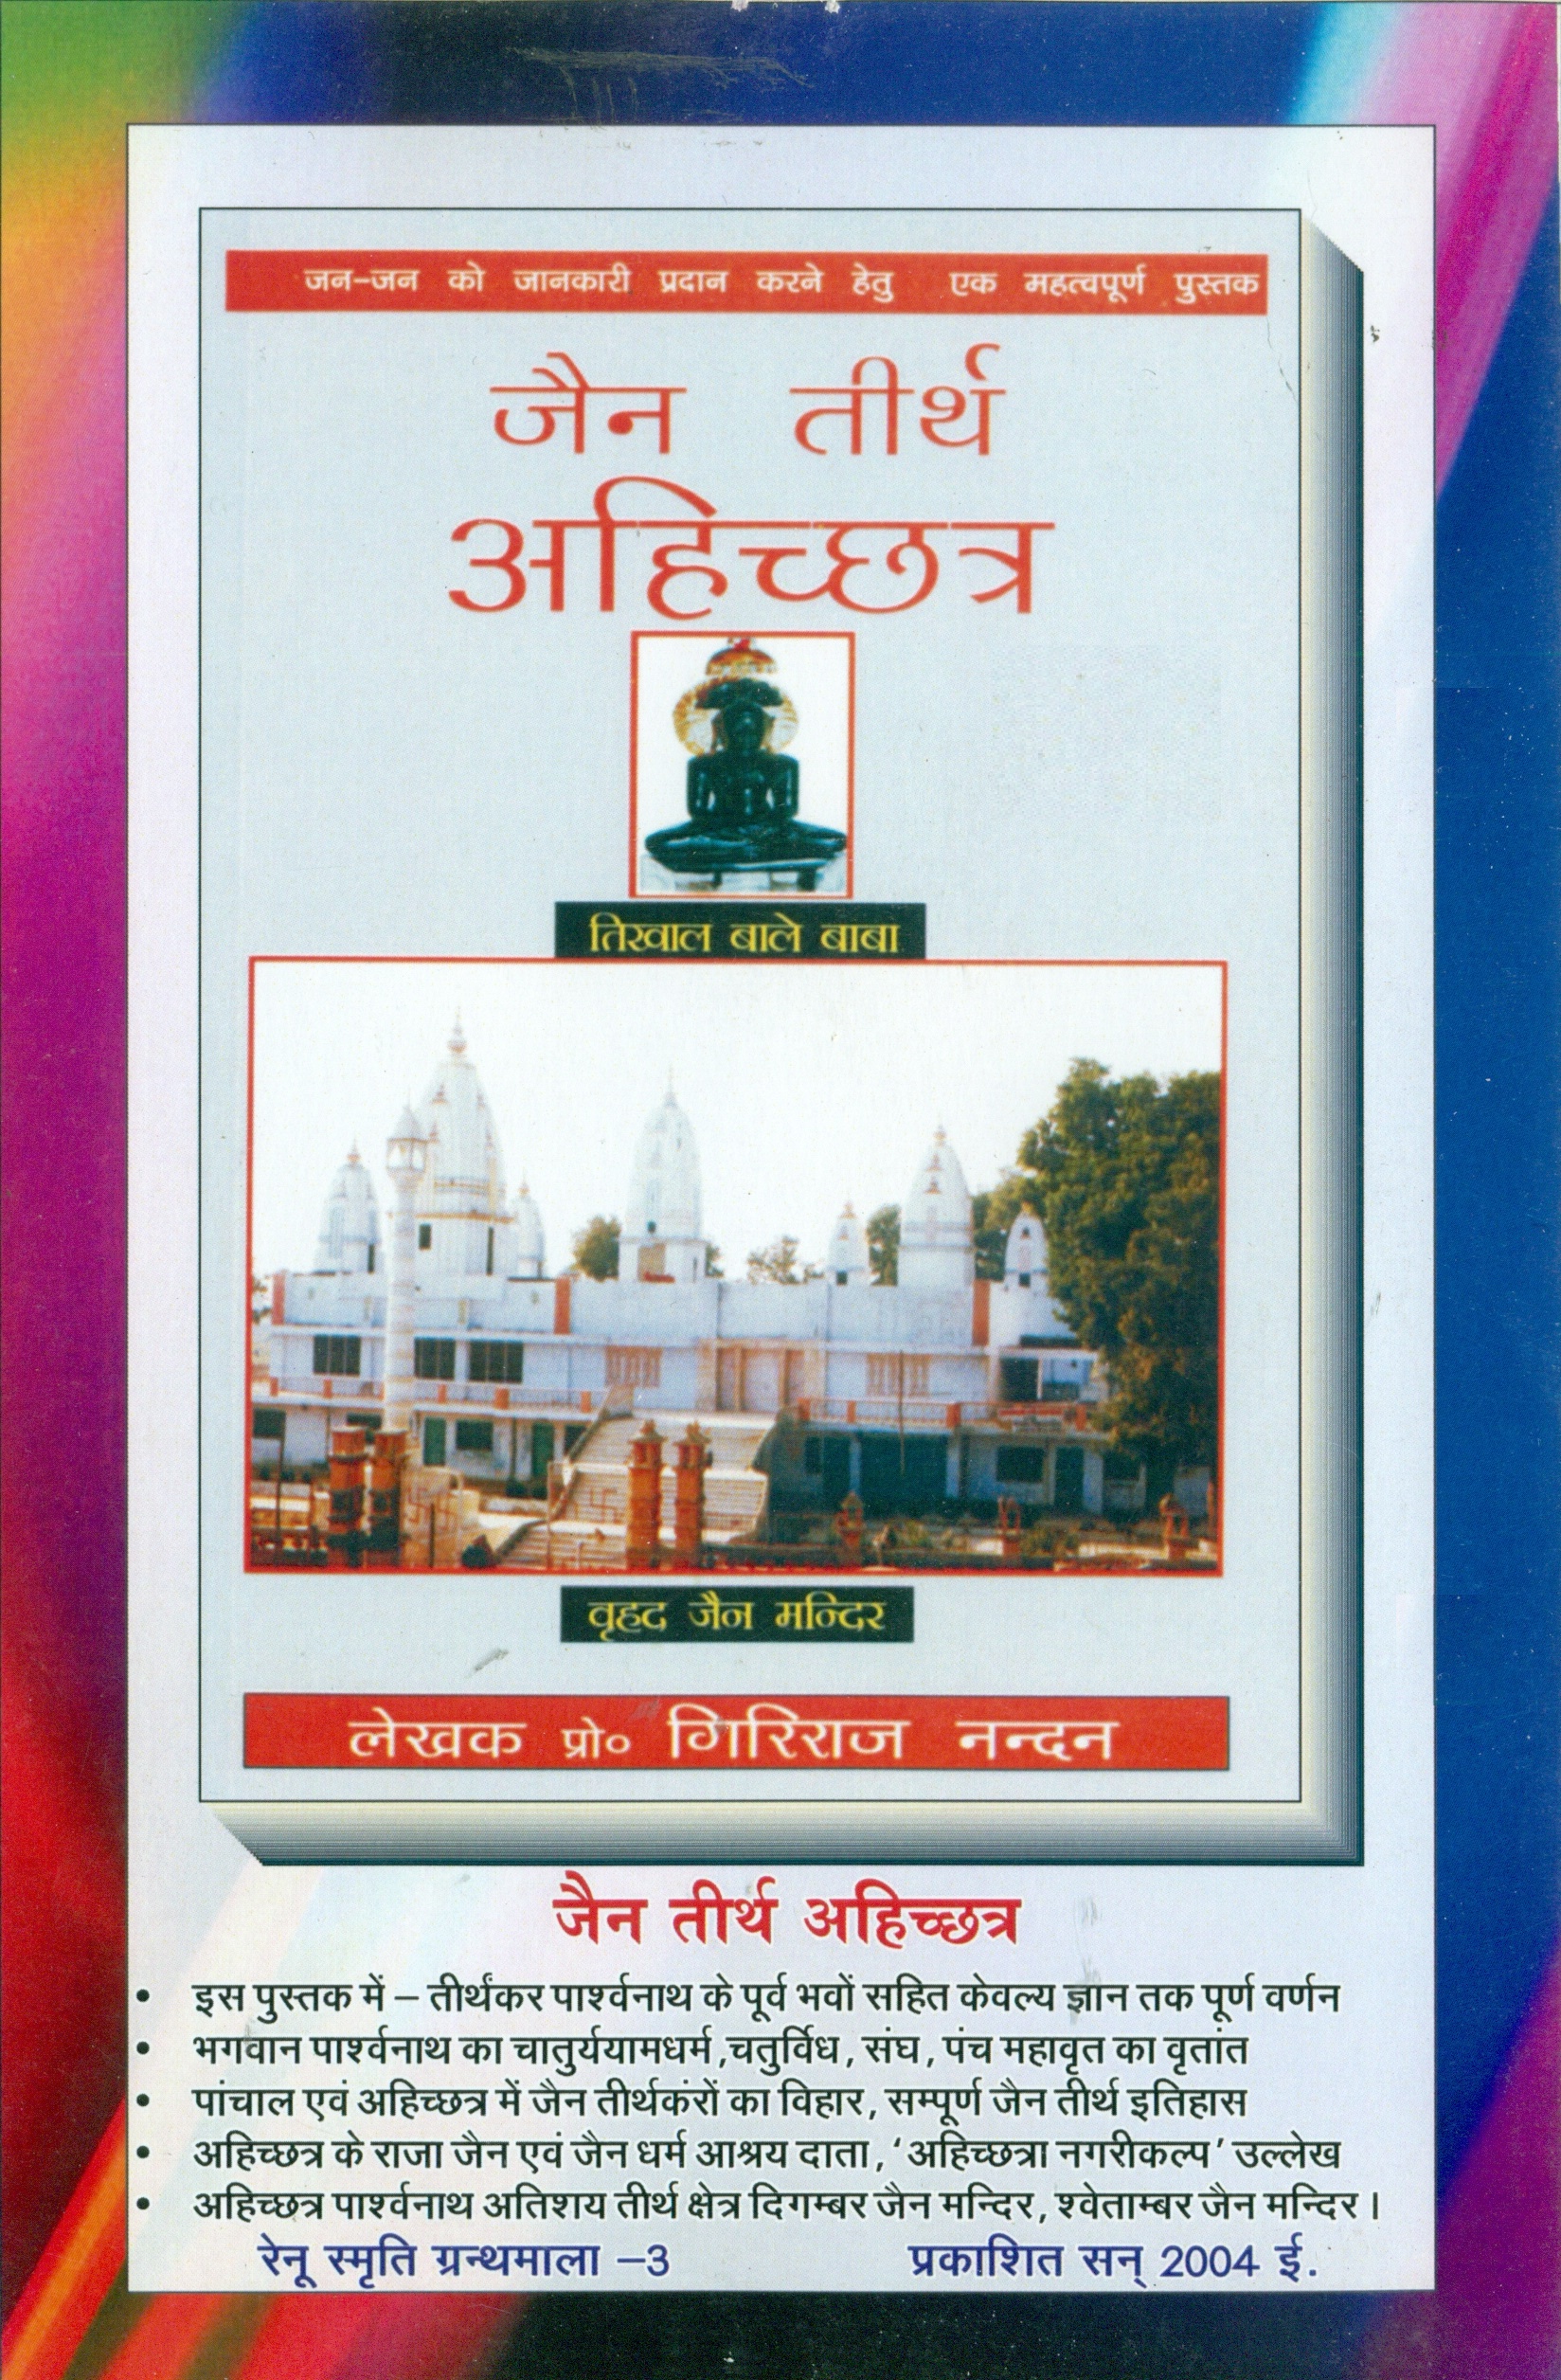 जन-जन को जानकारी प्रदान करने हेतु एक महत्वपूर्ण पुस्तक
जैन तीर्थ
अहिच्छत्र
तिखाल बाले बाबा
वृहद जैन मन्दिर
लेखक प्रो० गिरिराज नन्दन
जैन तीर्थ अहिच्छत्र
• इस पुस्तक में – तीर्थंकर पार्श्वनाथ के पूर्व भवों सहित केवल्य ज्ञान तक पूर्ण वर्णन
• भगवान पार्श्वनाथ का चातुर्ययामधर्म,चतुर्विध, संघ, पंच महावृत का वृतांत
• पांचाल एवं अहिच्छत्र में जैन तीर्थकंरों का विहार, सम्पूर्ण जैन तीर्थ इतिहास
• अहिच्छत्र के राजा जैन एवं जैन धर्म आश्रय दाता, ‘अहिच्छत्रा नगरीकल्प’ उल्लेख
• अहिच्छत्र पार्श्वनाथ अतिशय तीर्थ क्षेत्र दिगम्बर जैन मन्दिर, श्वेताम्बर जैन मन्दिर।
रेनू स्मृति ग्रन्थमाला –3 प्रकाशित सन् 2004 ई.